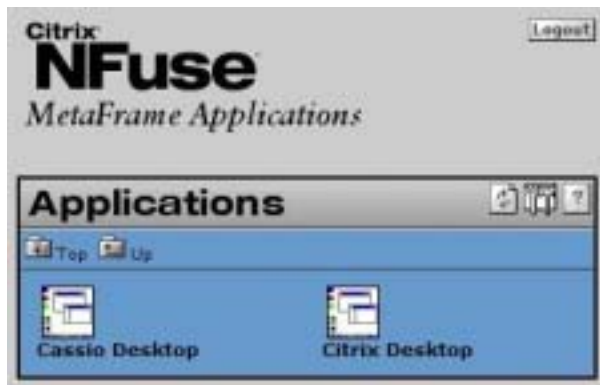 Citrix
Logout
NFuse
MetaFrame Applications
Applications
?
Top Up
Cassio Desktop
Citrix Desktop